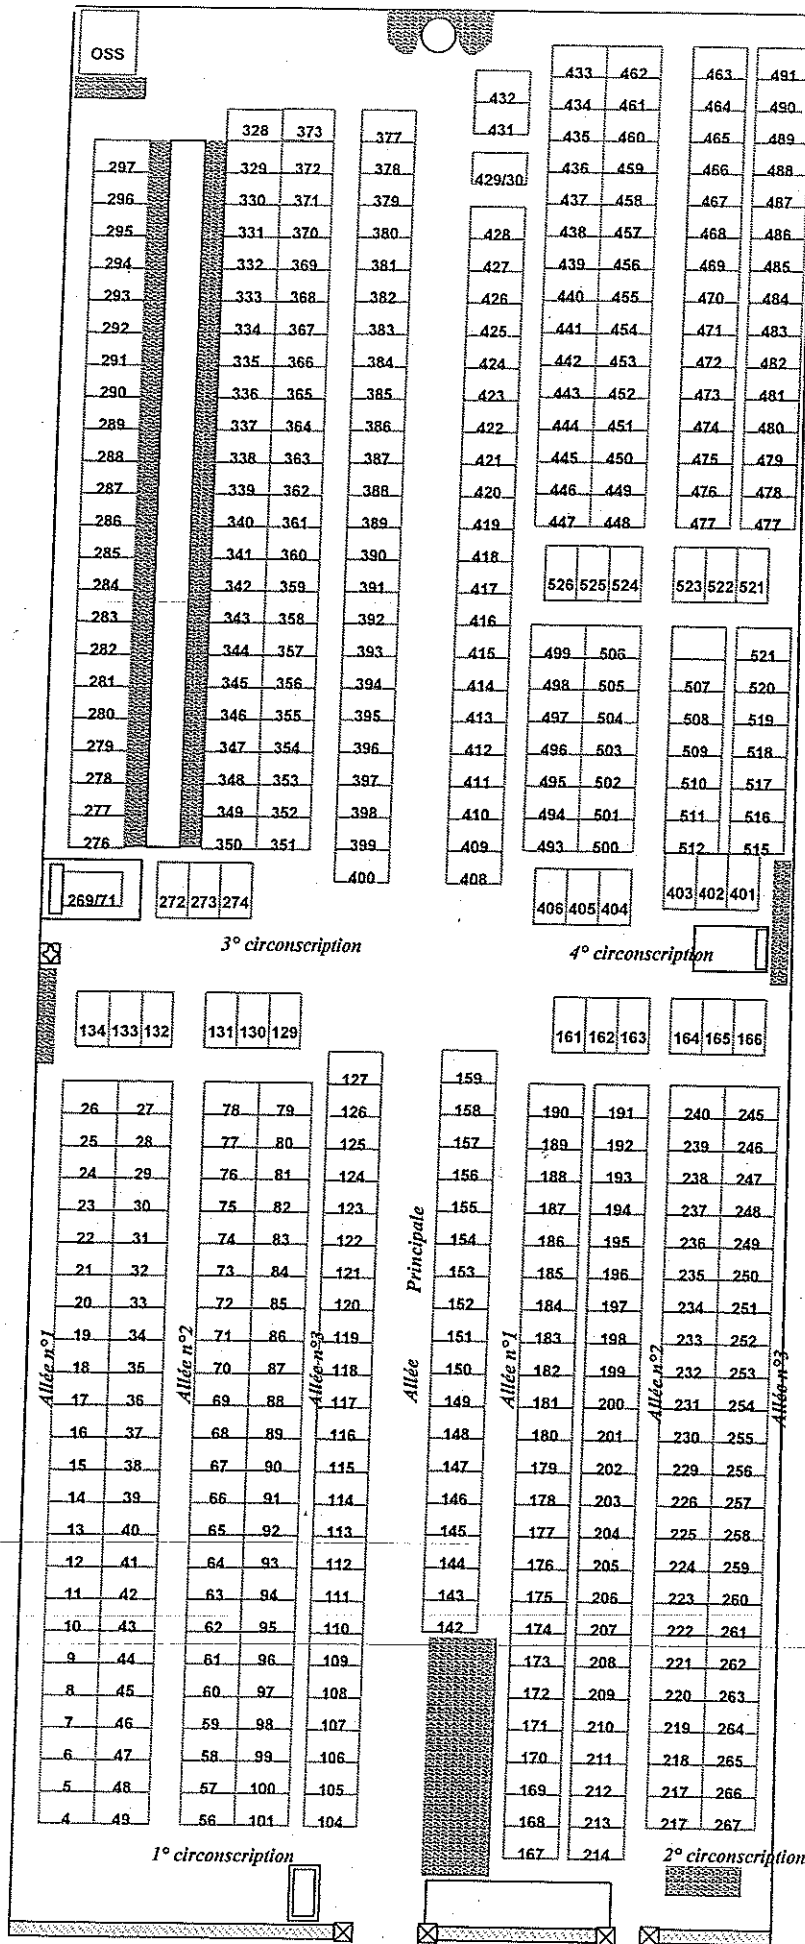 OSS 433 462 463 491
432 434 461 464 490
328 373 377 431 435 460 465 489
297 329 372 378 429/30 436 459 466 488
296 330 371 379 437 458 467 487
295 331 370 380 428 438 457 468 486
294 332 369 381 427 439 456 469 485
293 333 368 382 426 440 455 470 484
292 334 367 383 425 441 454 471 483
291 335 366 384 424 442 453 472 482
290 336 365 385 423 443 452 473 481
289 337 364 386 422 444 451 474 480
288 338 363 387 421 445 450 475 479
287 339 362 388 420 446 449 476 478
286 340 361 389 419 447 448 477 477
285 341 360 390 418
284 342 359 391 417 526 525 524 523 522 521
283 343 358 392 416
282 344 357 393 415 499 506 521
281 345 356 394 414 498 505 507 520
280 346 355 395 413 497 504 508 519
279 347 354 396 412 496 503 509 518
278 348 353 397 411 495 502 510 517
277 349 352 398 410 494 501 511 516
276 350 351 399 409 493 500 512 515
400 408
269/71 272 273 274 406 405 404 403 402 401
3° circonscription 4° circonscription
134 133 132 131 130 129 161 162 163 164 165 166
127 159
26 27 78 79 126 158 190 191 240 245
25 28 77 80 125 157 189 192 239 246
24 29 76 81 124 156 188 193 238 247
23 30 75 82 123 155 187 194 237 248
22 31 74 83 122 154 186 195 236 249
21 32 73 84 121 153 185 196 235 250
20 33 72 85 120 152 184 197 234 251
19 34 71 86 119 151 183 198 233 252
18 35 70 87 118 150 182 199 232 253
17 36 69 88 117 149 181 200 231 254
16 37 68 89 116 148 180 201 230 255
15 38 67 90 115 147 179 202 229 256
14 39 66 91 114 146 178 203 226 257
13 40 65 92 113 145 177 204 225 258
12 41 64 93 112 144 176 205 224 259
11 42 63 94 111 143 175 206 223 260
10 43 62 95 110 142 174 207 222 261
9 44 61 96 109 173 208 221 262
8 45 60 97 108 172 209 220 263
7 46 59 98 107 171 210 219 264
6 47 58 99 106 170 211 218 265
5 48 57 100 105 169 212 217 266
4 49 56 101 104 168 213 217 267
167 214
Allée n°1
Allée n°2
Allée n°3
Allée Principale
Allée n°1
Allée n°2
Allée n°3
1° circonscription 2° circonscription